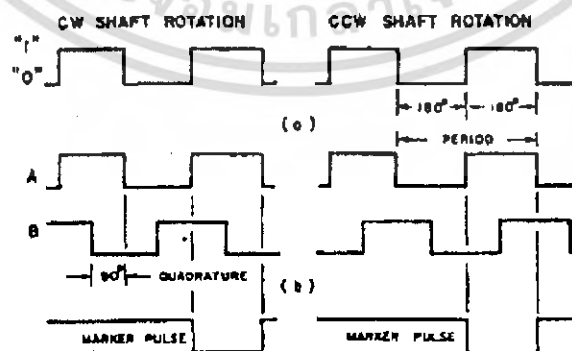 CW SHAFT ROTATION CCW SHAFT ROTATION
"1"
"0"
180° 180°
(a)
PERIOD
A
B
90° QUADRATURE
(b)
MARKER PULSE MARKER PULSE